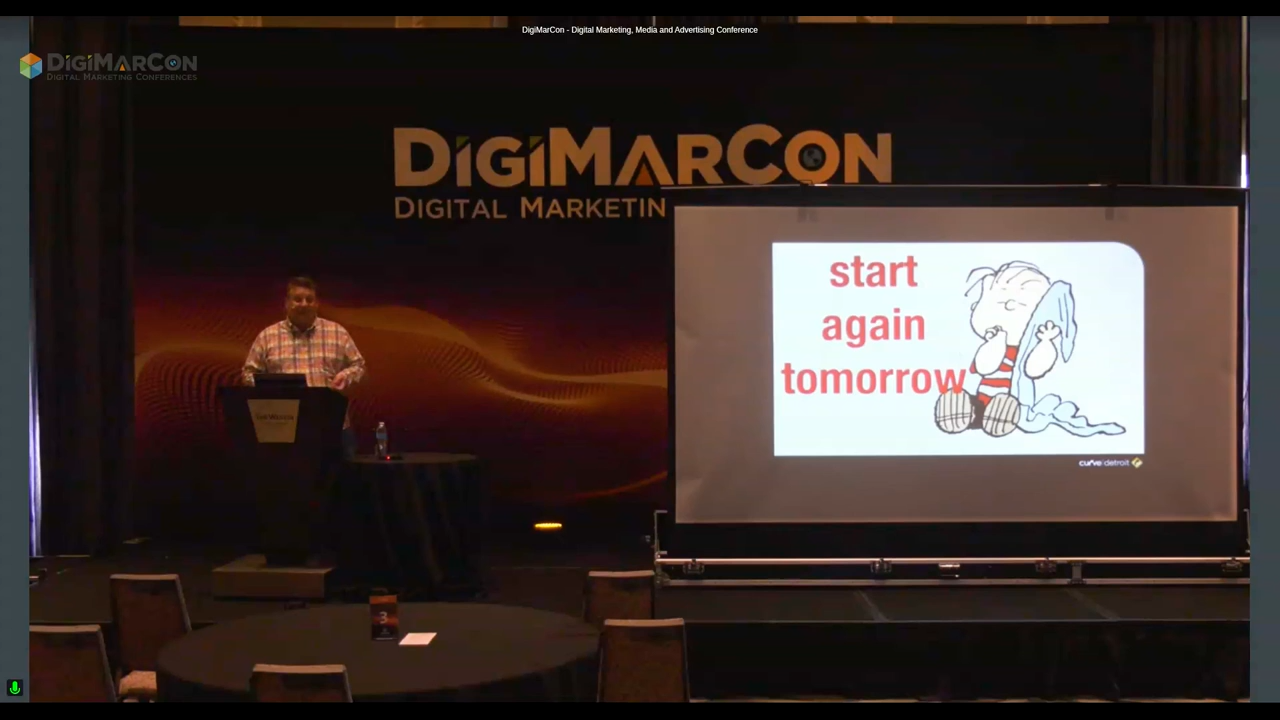 DigiMarCon - Digital Marketing, Media and Advertising Conference
DIGIMARCON
DIGITAL MARKETING CONFERENCES
DIGIMARCON
DIGITAL MARKETIN
start
again
tomorrow
curve detroit
3